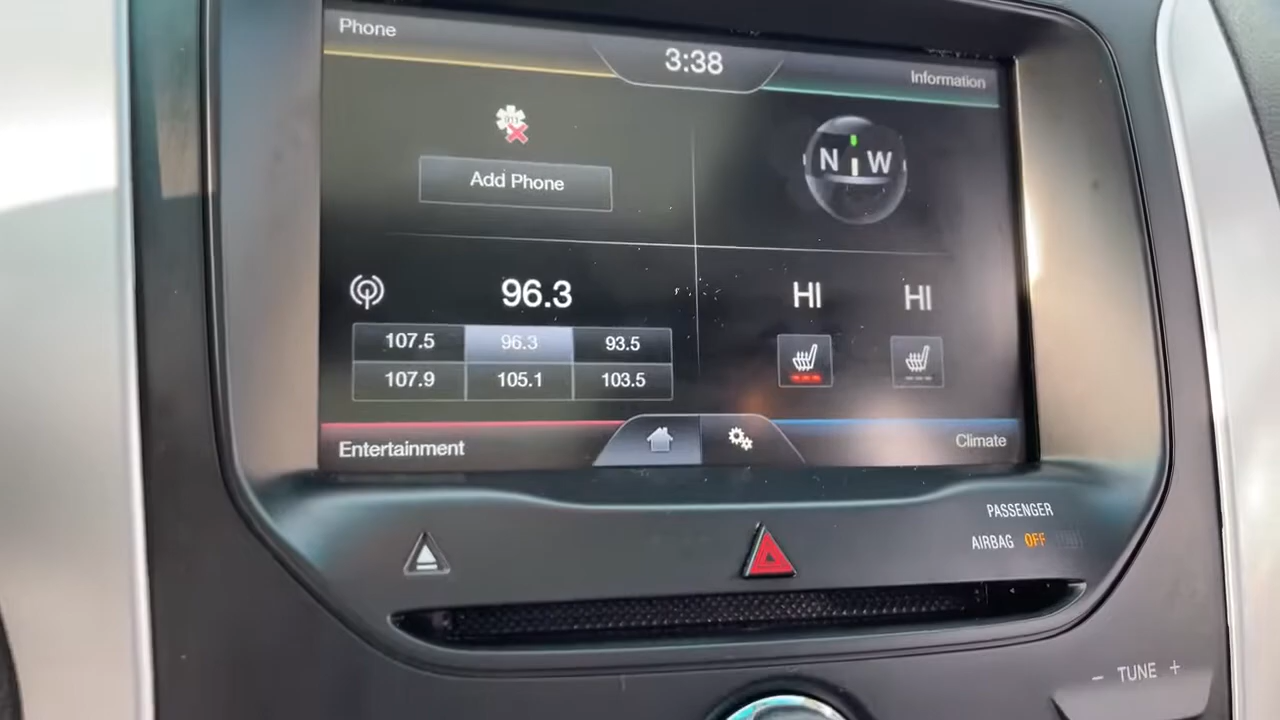 Phone
3:38
Information
911
Add Phone
N W
96.3
HI HI
107.5 96.3 93.5
107.9 105.1 103.5
Entertainment
Climate
PASSENGER
AIRBAG OFF
- TUNE +